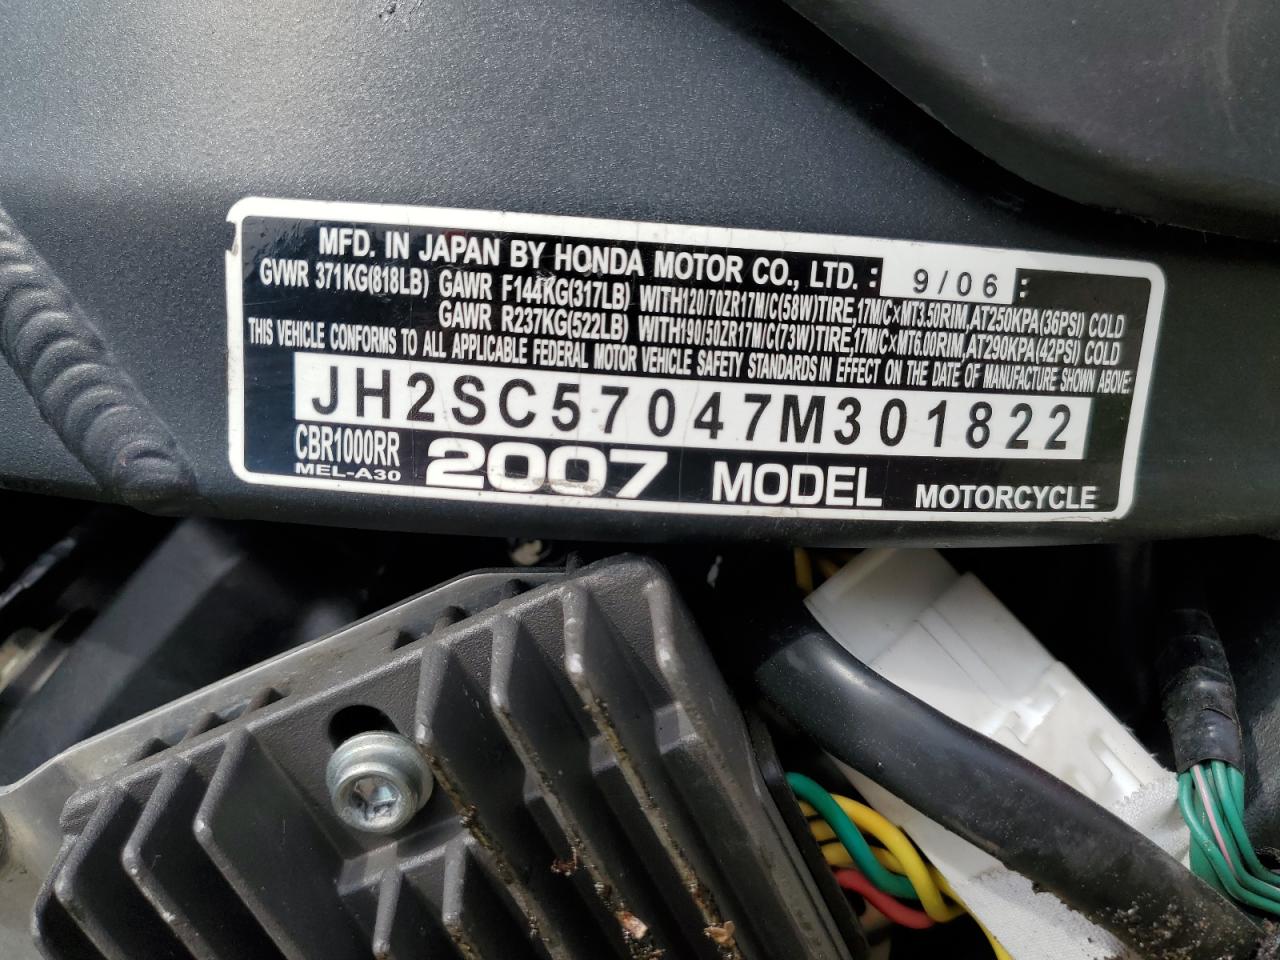 MFD. IN JAPAN BY HONDA MOTOR CO., LTD. : 9/06 :
GVWR 371KG(818LB) GAWR F144KG(317LB) WITH120/70ZR17M/C(58W)TIRE,17M/C×MT3.50RIM,AT250KPA(36PSI) COLD
GAWR R237KG(522LB) WITH190/50ZR17M/C(73W)TIRE,17M/C×MT6.00RIM,AT290KPA(42PSI) COLD
THIS VEHICLE CONFORMS TO ALL APPLICABLE FEDERAL MOTOR VEHICLE SAFETY STANDARDS IN EFFECT ON THE DATE OF MANUFACTURE SHOWN ABOVE:
JH2SC57047M301822
CBR1000RR 2007 MODEL MOTORCYCLE
MEL-A30